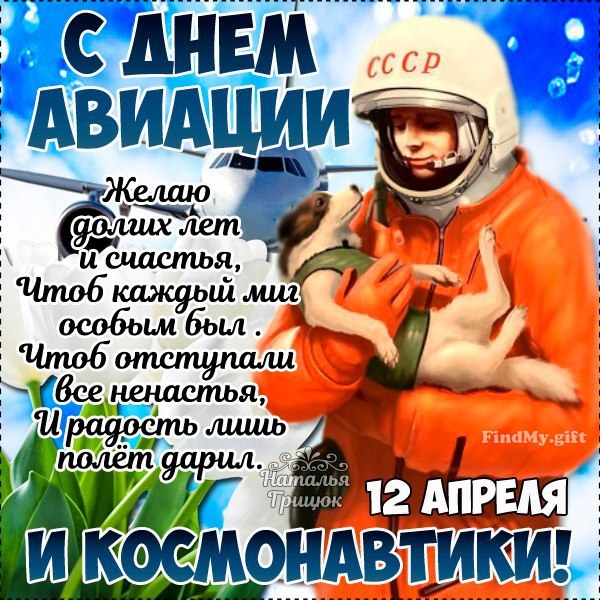 С ДНЕМ
АВИАЦИИ
СССР
Желаю
долгих лет
и счастья,
Чтоб каждый миг
особым был .
Чтоб отступали
все ненастья,
И радость лишь
полёт дарил.
Наталья
Трицюк
FindMy.gift
12 АПРЕЛЯ
И КОСМОНАВТИКИ!